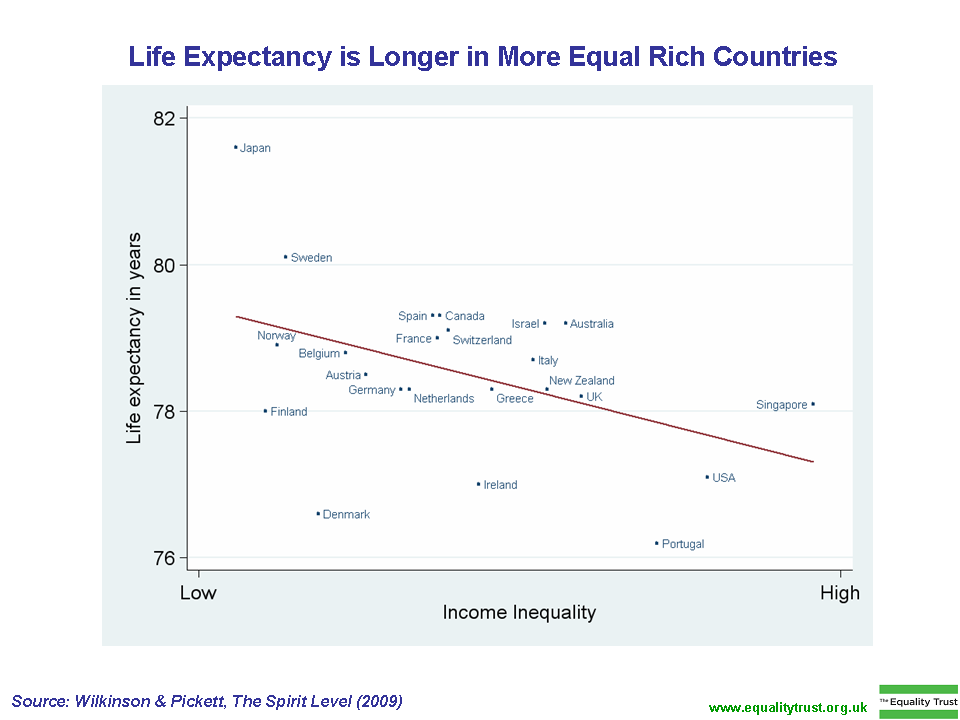 Life Expectancy is Longer in More Equal Rich Countries
Life expectancy in years
82
80
78
76
Japan
Sweden
Spain
Canada
Israel
Australia
Norway
France
Switzerland
Belgium
Italy
Austria
New Zealand
Germany
Netherlands
Greece
UK
Singapore
Finland
USA
Ireland
Denmark
Portugal
Low
High
Income Inequality
Source: Wilkinson & Pickett, The Spirit Level (2009)
www.equalitytrust.org.uk
The Equality Trust